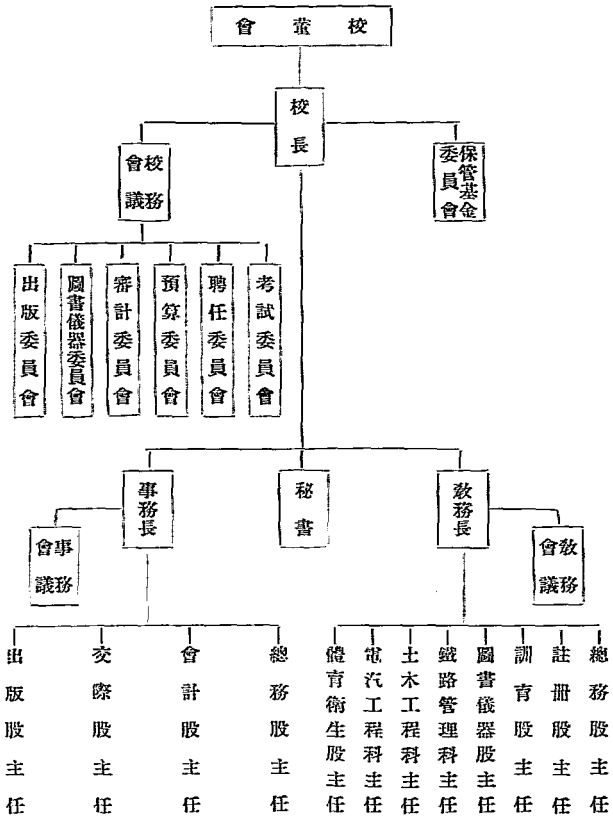 校董會
校長
校務
會議
保管基金
委員會
考試委員會
聘任委員會
預算委員會
審計委員會
圖書儀器委員會
出版委員會
敎務長
秘書
事務長
敎務
會議
事務
會議
總務股主任
註冊股主任
訓育股主任
圖書儀器股主任
鐵路管理科主任
土木工程科主任
電汽工程科主任
體育衛生股主任
總務股主任
會計股主任
交際股主任
出版股主任